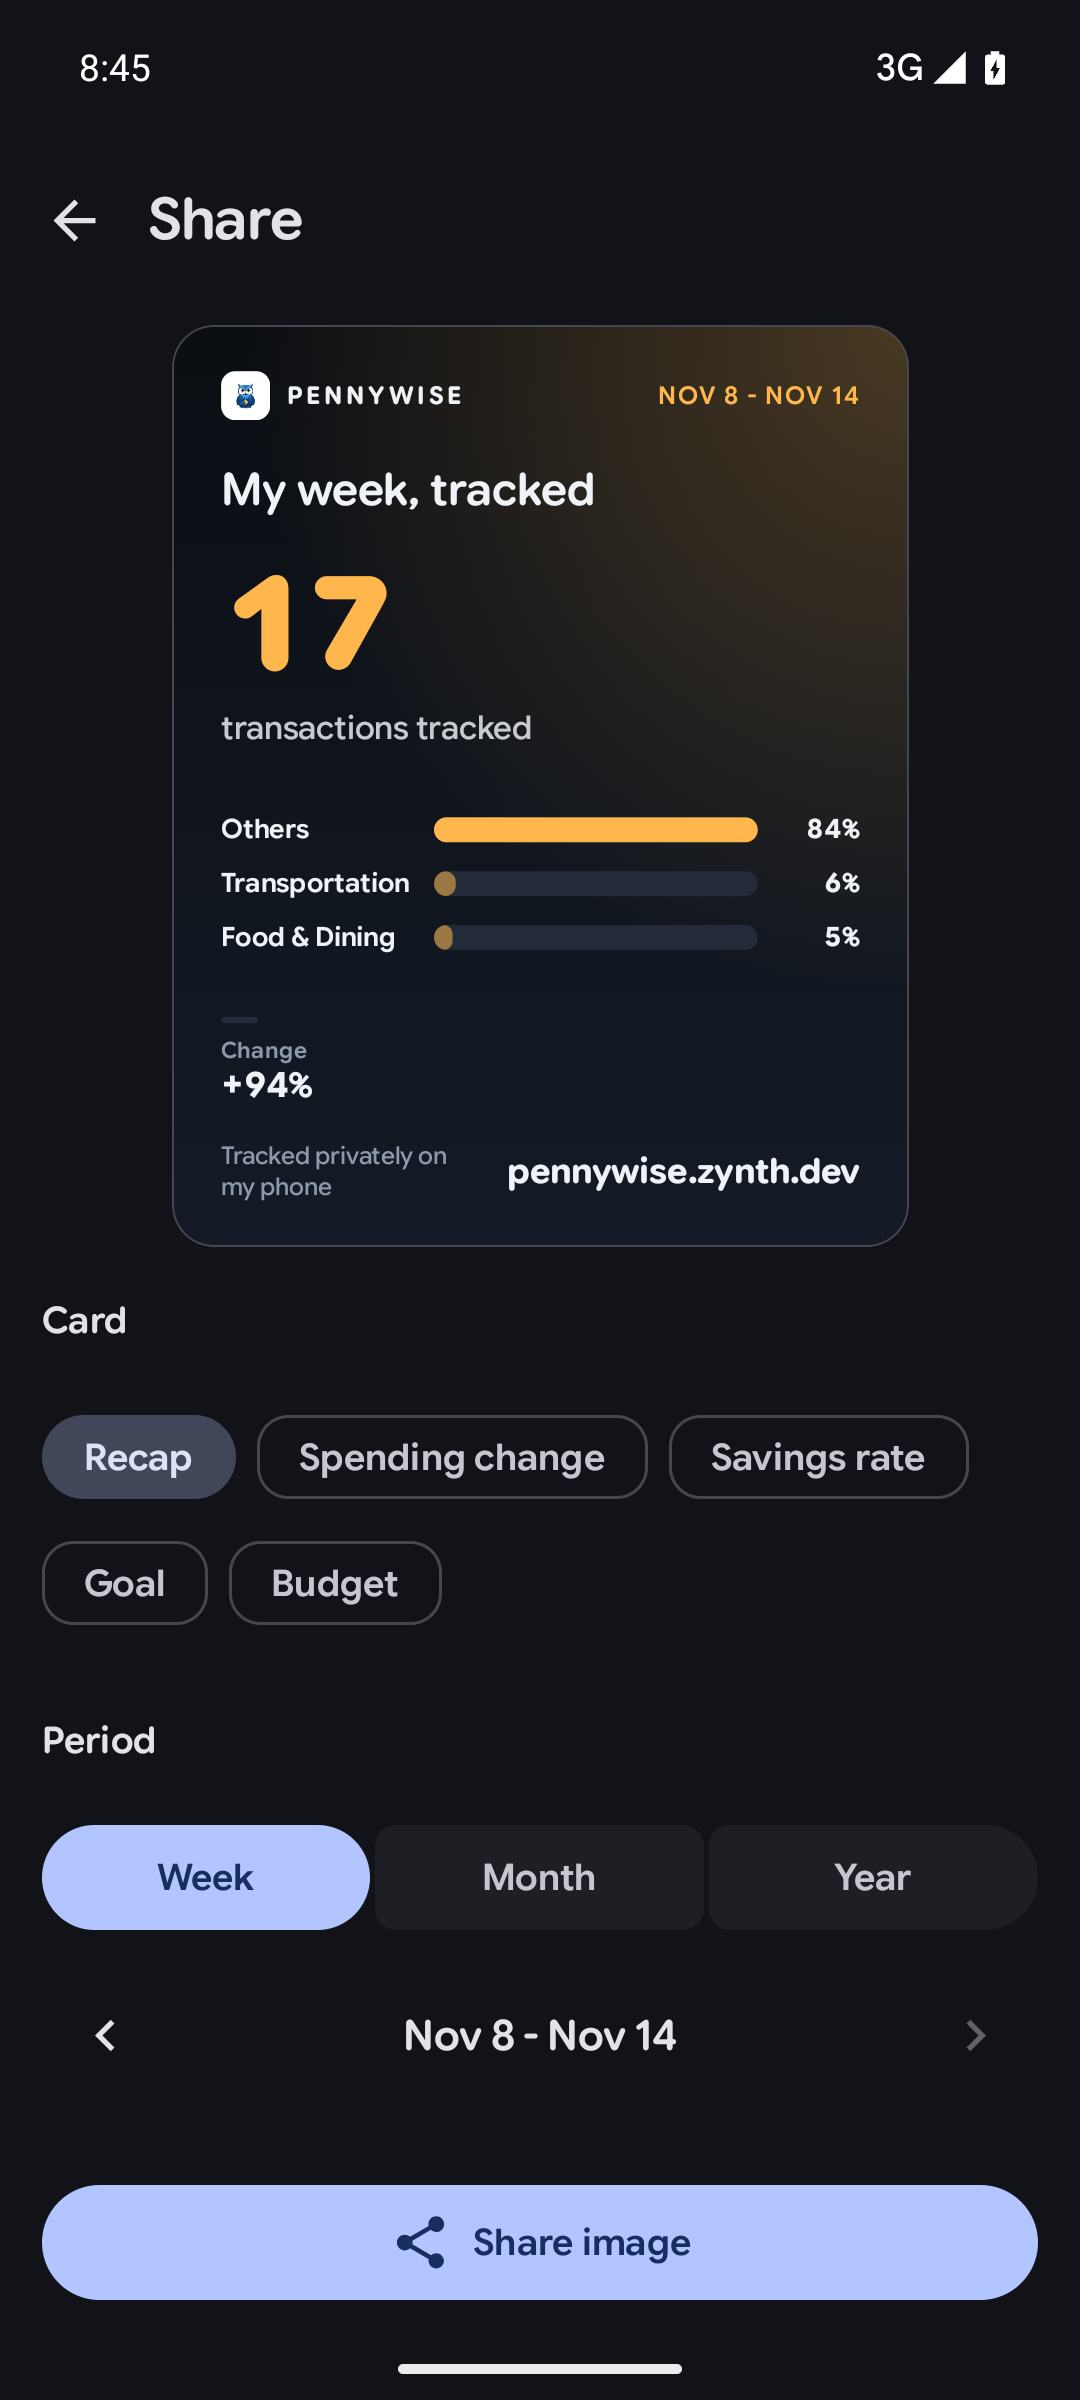 8:45
3G
Share
PENNYWISE
NOV 8 - NOV 14
My week, tracked
17
transactions tracked
Others 84%
Transportation 6%
Food & Dining 5%
Change
+94%
Tracked privately on
my phone
pennywise.zynth.dev
Card
Recap
Spending change
Savings rate
Goal
Budget
Period
Week
Month
Year
Nov 8 - Nov 14
Share image